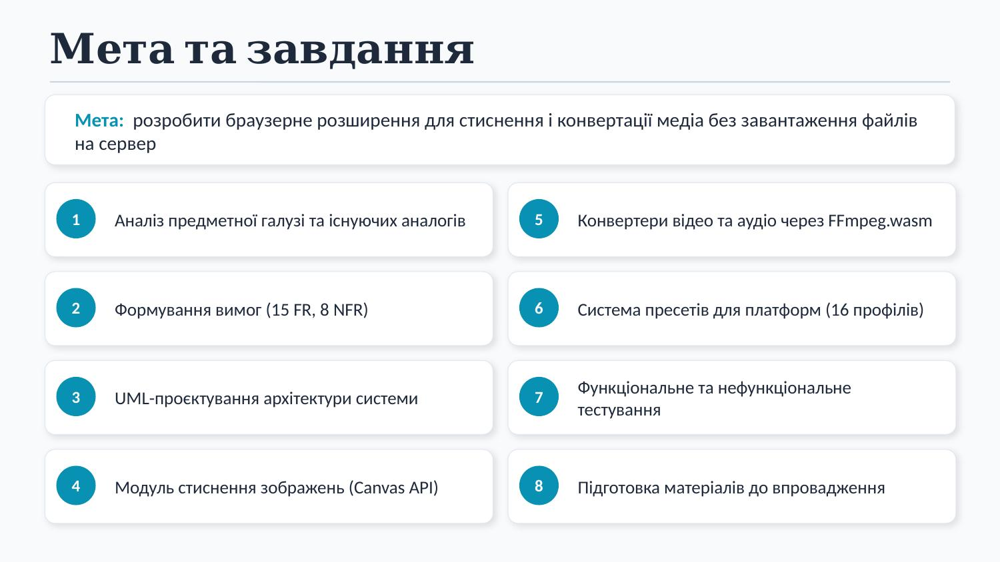 Мета та завдання
Мета: розробити браузерне розширення для стиснення і конвертації медіа без завантаження файлів
на сервер
1 Аналіз предметної галузі та існуючих аналогів
2 Формування вимог (15 FR, 8 NFR)
3 UML-проєктування архітектури системи
4 Модуль стиснення зображень (Canvas API)
5 Конвертери відео та аудіо через FFmpeg.wasm
6 Система пресетів для платформ (16 профілів)
7 Функціональне та нефункціональне
тестування
8 Підготовка матеріалів до впровадження